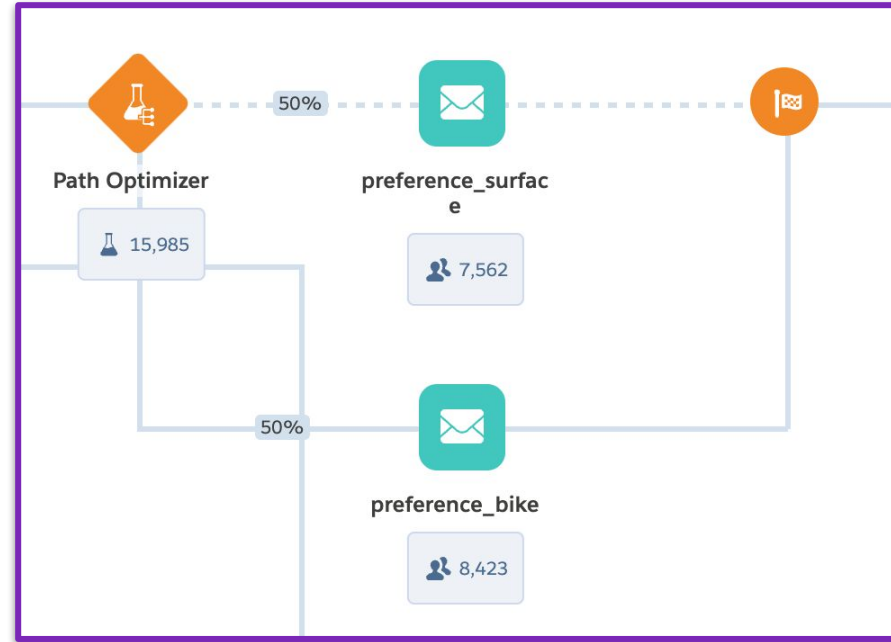 50%
Path Optimizer
preference_surfac
e
15,985
7,562
50%
preference_bike
8,423